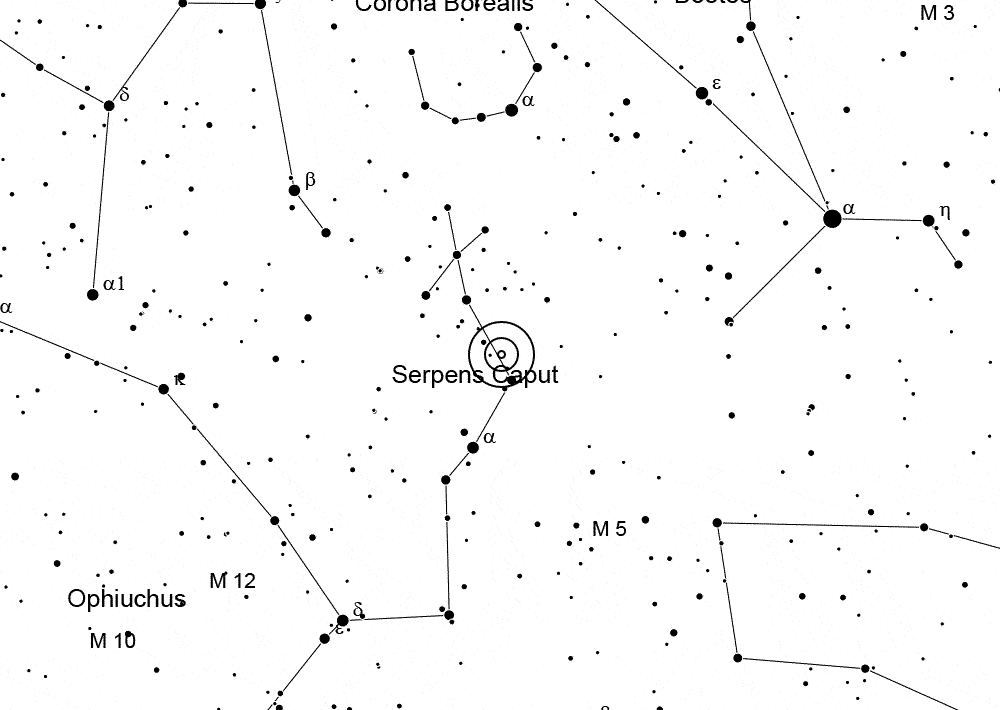 Corona Borealis
Bootes
M 3
δ
ε
α
β
α
η
α1
α
κ
Serpens Caput
α
M 5
M 12
Ophiuchus
δ
ε
M 10